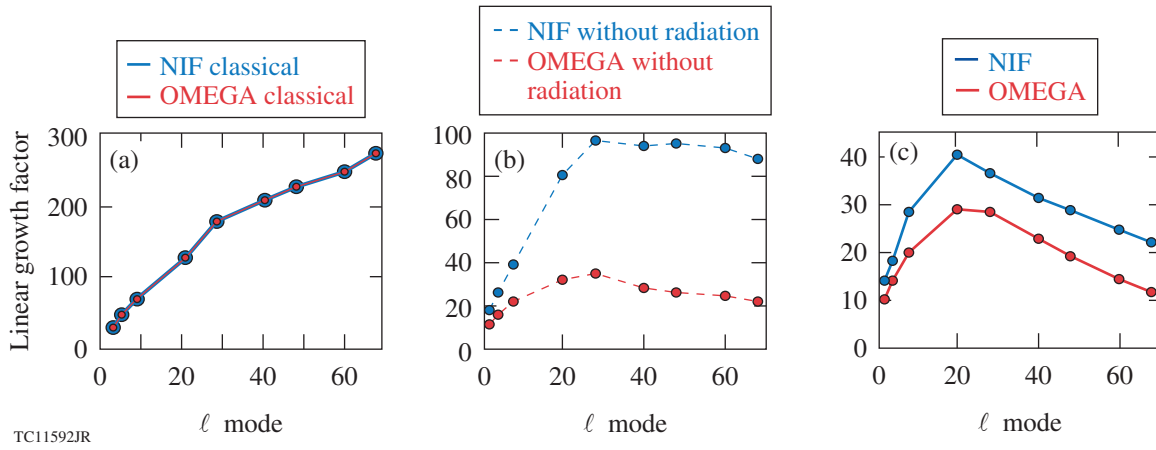 NIF classical
OMEGA classical
NIF without radiation
OMEGA without
radiation
NIF
OMEGA
Linear growth factor
(a)
300
200
100
0
0 20 40 60
ℓ mode
(b)
100
80
60
40
20
0
0 20 40 60
ℓ mode
(c)
40
30
20
10
0
0 20 40 60
ℓ mode
TC11592JR